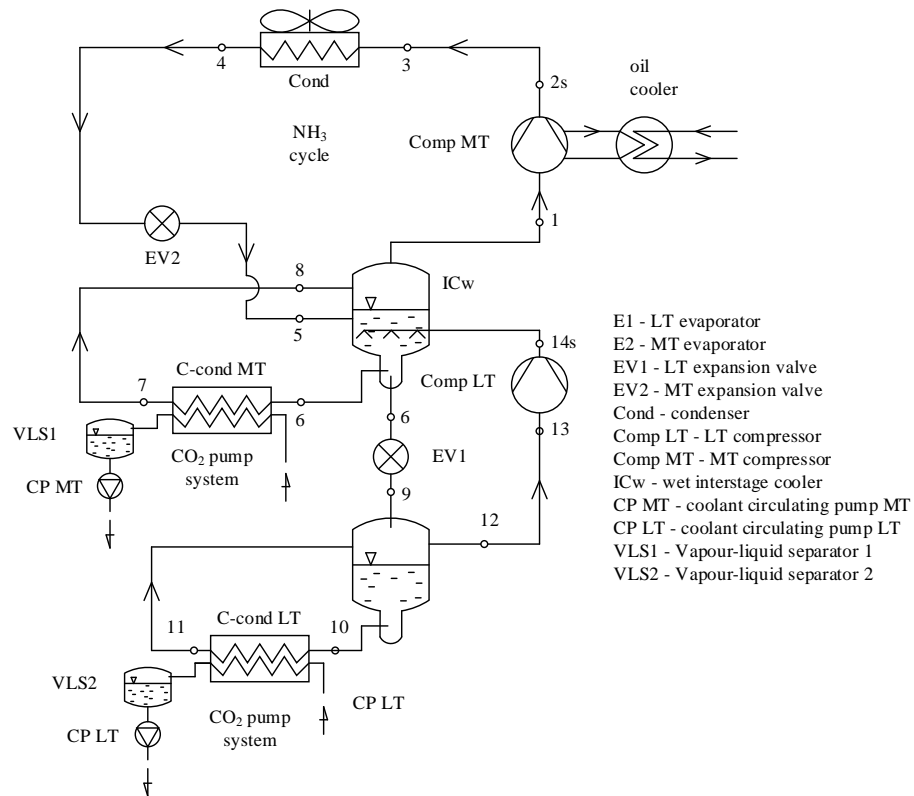 4
3
Cond
2s
oil
cooler
NH₃
cycle
Comp MT
1
EV2
8
ICw
5
14s
C-cond MT
Comp LT
7
6
6
13
VLS1
EV1
CO₂ pump
system
CP MT
9
12
C-cond LT
11
10
VLS2
CP LT
CO₂ pump
system
CP LT
E1 - LT evaporator
E2 - MT evaporator
EV1 - LT expansion valve
EV2 - MT expansion valve
Cond - condenser
Comp LT - LT compressor
Comp MT - MT compressor
ICw - wet interstage cooler
CP MT - coolant circulating pump MT
CP LT - coolant circulating pump LT
VLS1 - Vapour-liquid separator 1
VLS2 - Vapour-liquid separator 2